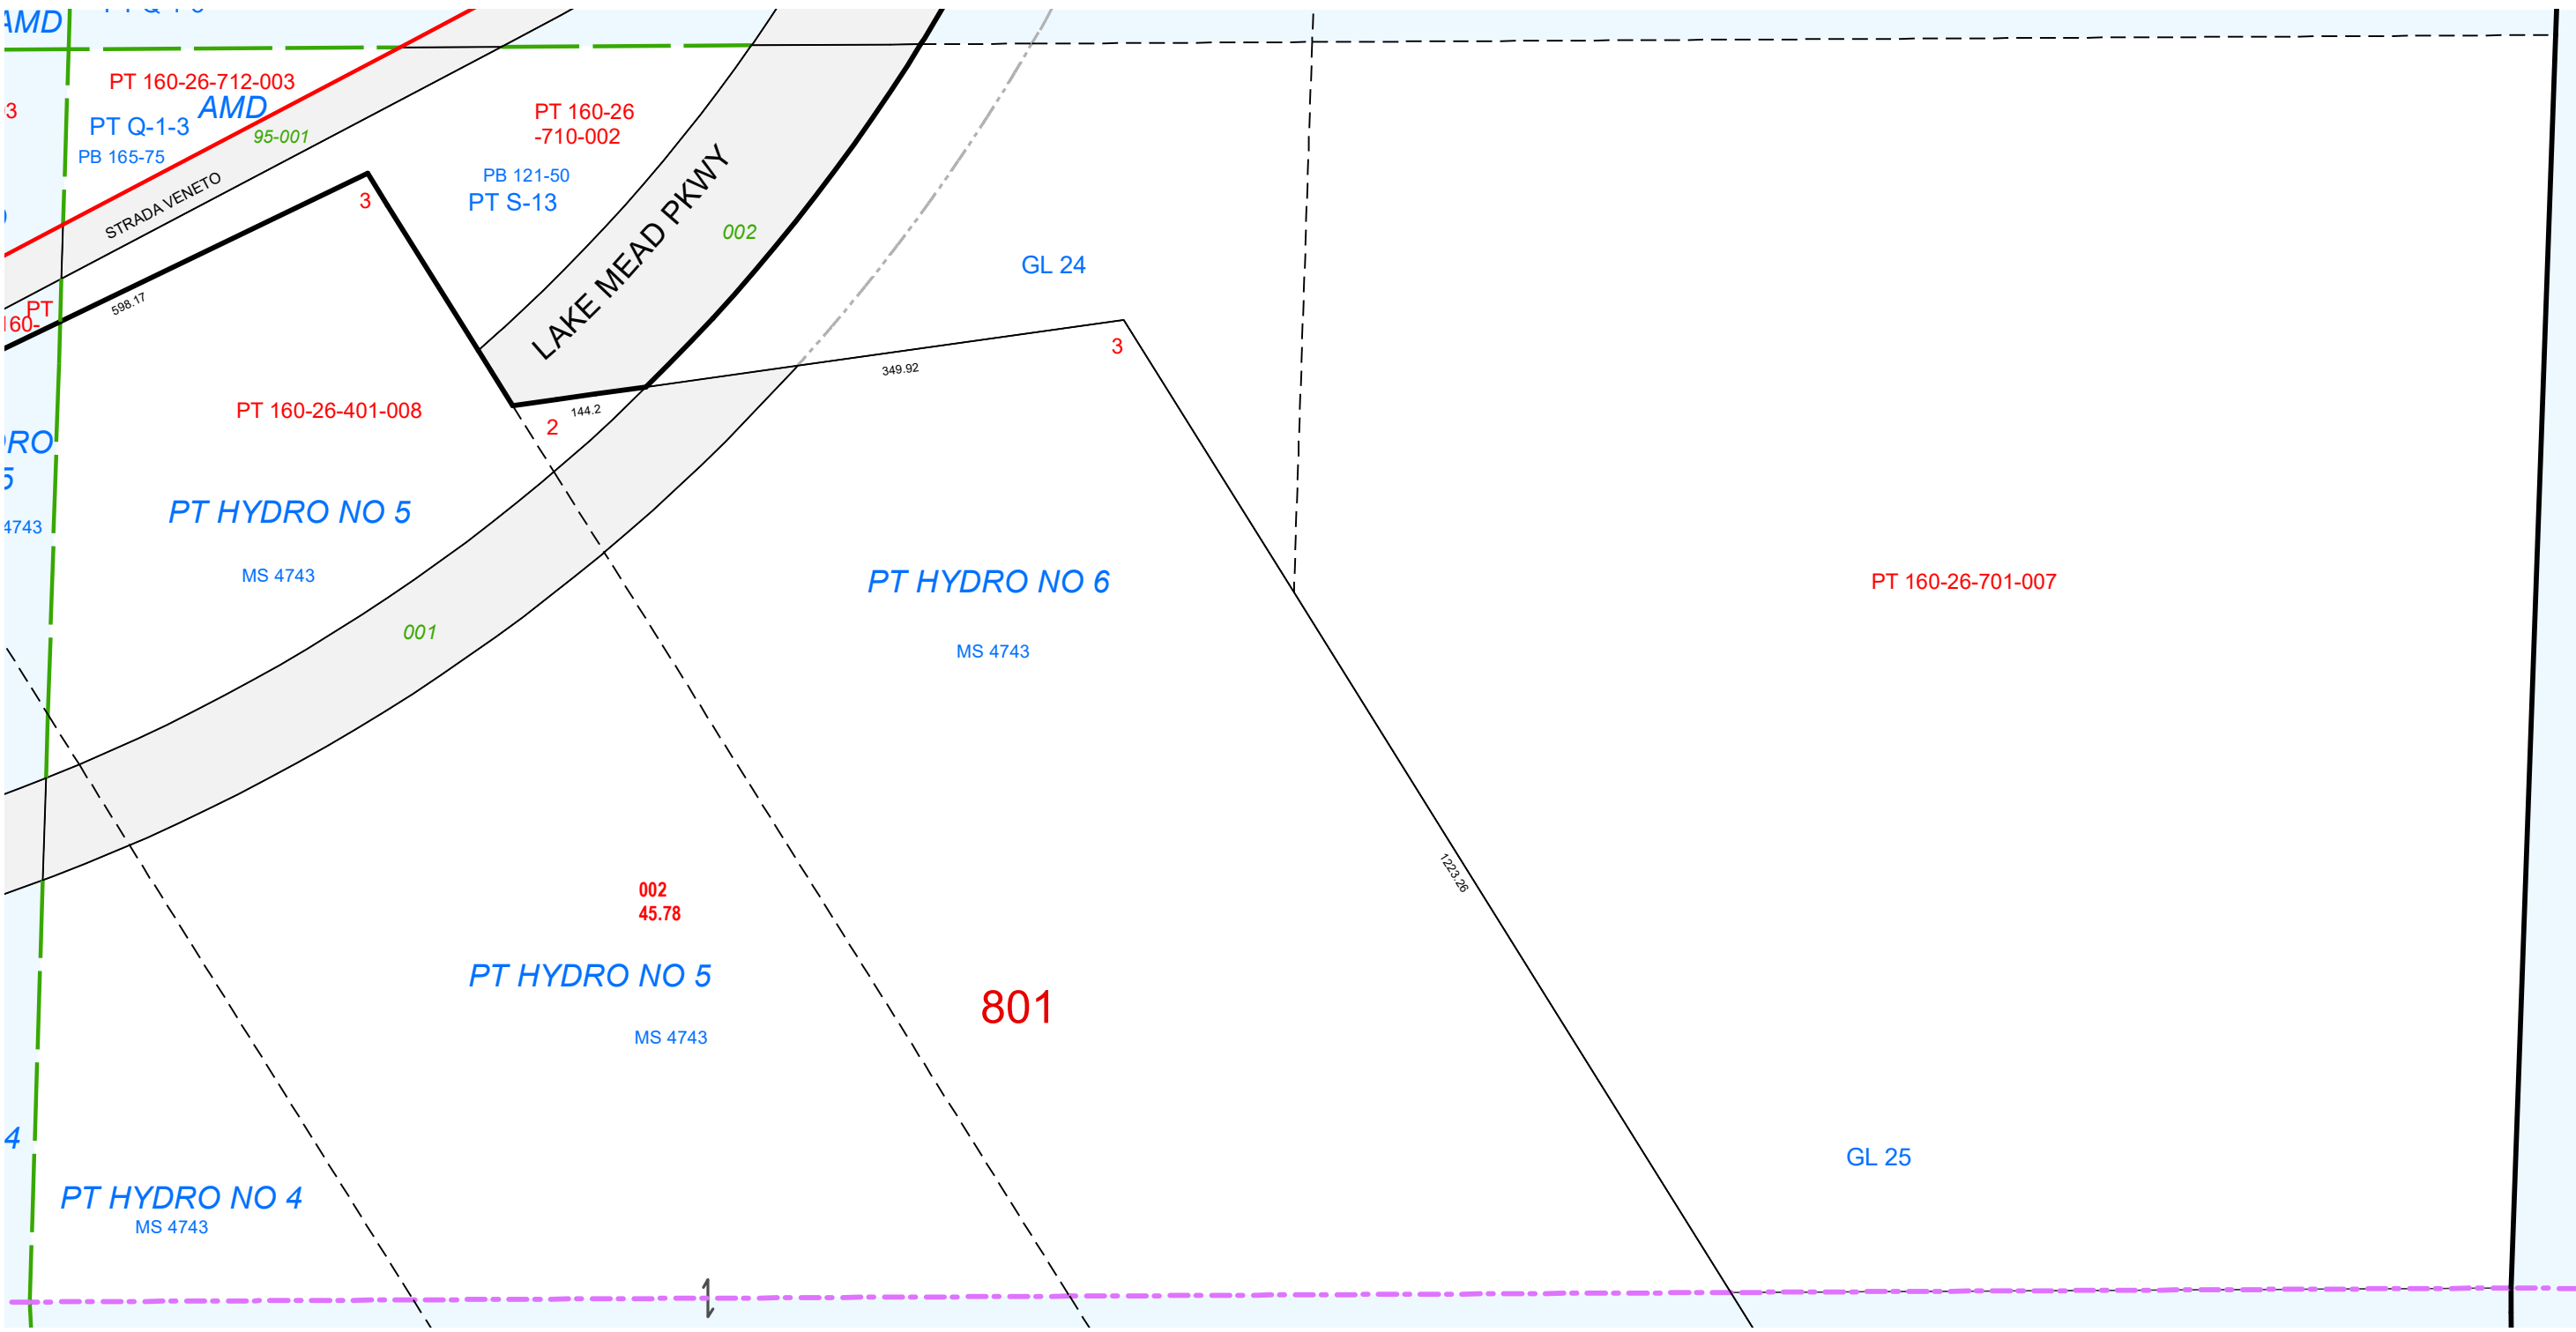 AMD
PT 160-26-712-003
AMD
PT Q-1-3
PB 165-75
95-001
STRADA VENETO
PT 160-26
-710-002
PB 121-50
PT S-13
LAKE MEAD PKWY
002
3
598.17
PT
160-
GL 24
3
349.92
144.2
2
PT 160-26-401-008
PT HYDRO NO 5
MS 4743
4743
001
PT HYDRO NO 6
MS 4743
PT 160-26-701-007
1223.26
002
45.78
PT HYDRO NO 5
MS 4743
801
GL 25
4
PT HYDRO NO 4
MS 4743